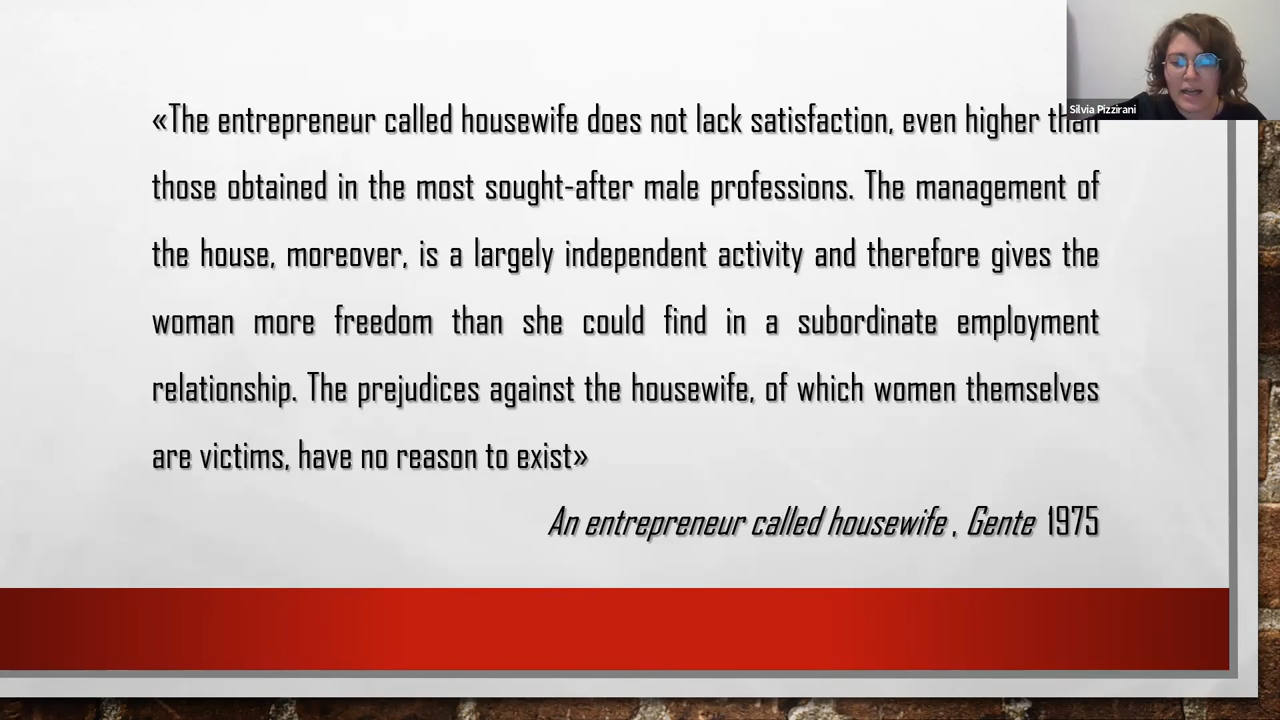 «The entrepreneur called housewife does not lack satisfaction, even higher than
those obtained in the most sought-after male professions. The management of
the house, moreover, is a largely independent activity and therefore gives the
woman more freedom than she could find in a subordinate employment
relationship. The prejudices against the housewife, of which women themselves
are victims, have no reason to exist»
An entrepreneur called housewife , Gente 1975
Silvia Pizzirani